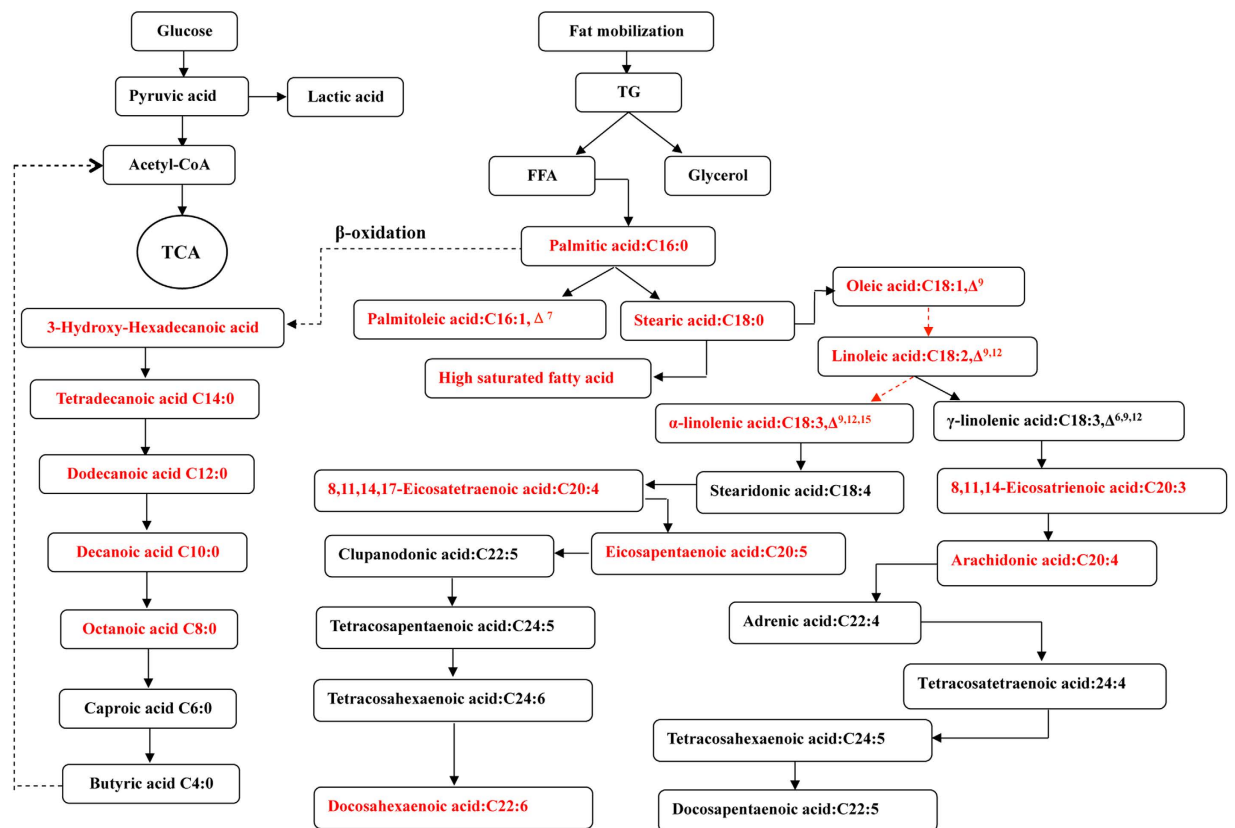 Glucose
Fat mobilization
Pyruvic acid
Lactic acid
TG
Acetyl-CoA
FFA
Glycerol
TCA
β-oxidation
Palmitic acid:C16:0
Oleic acid:C18:1,Δ⁹
3-Hydroxy-Hexadecanoic acid
Palmitoleic acid:C16:1, Δ ⁷
Stearic acid:C18:0
Linoleic acid:C18:2,Δ⁹,¹²
High saturated fatty acid
Tetradecanoic acid C14:0
α-linolenic acid:C18:3,Δ⁹,¹²,¹⁵
γ-linolenic acid:C18:3,Δ⁶,⁹,¹²
Dodecanoic acid C12:0
8,11,14,17-Eicosatetraenoic acid:C20:4
Stearidonic acid:C18:4
8,11,14-Eicosatrienoic acid:C20:3
Decanoic acid C10:0
Clupanodonic acid:C22:5
Eicosapentaenoic acid:C20:5
Arachidonic acid:C20:4
Octanoic acid C8:0
Tetracosapentaenoic acid:C24:5
Adrenic acid:C22:4
Caproic acid C6:0
Tetracosahexaenoic acid:C24:6
Tetracosatetraenoic acid:24:4
Tetracosahexaenoic acid:C24:5
Butyric acid C4:0
Docosahexaenoic acid:C22:6
Docosapentaenoic acid:C22:5